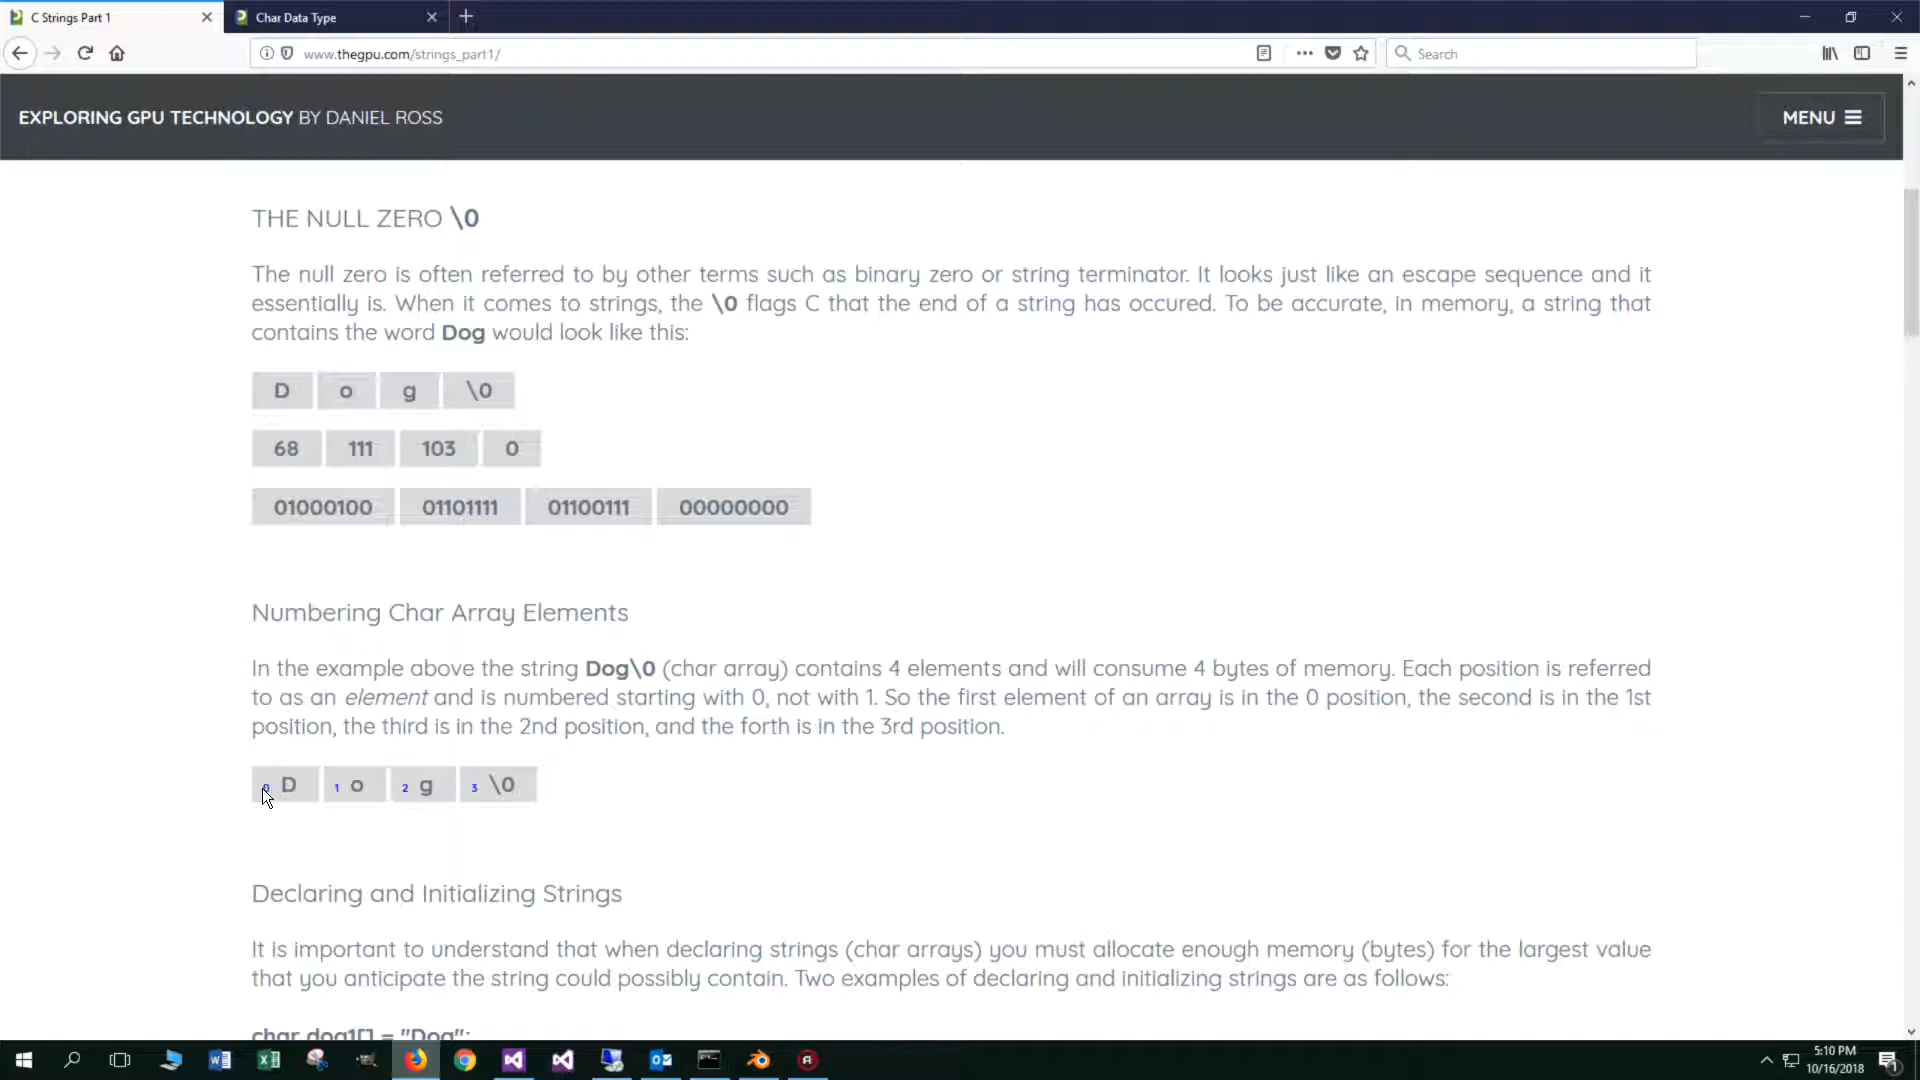 C Strings Part 1
Char Data Type
www.thegpu.com/strings_part1/
Search
EXPLORING GPU TECHNOLOGY BY DANIEL ROSS
MENU
THE NULL ZERO \0
The null zero is often referred to by other terms such as binary zero or string terminator. It looks just like an escape sequence and it
essentially is. When it comes to strings, the \0 flags C that the end of a string has occured. To be accurate, in memory, a string that
contains the word Dog would look like this:
D o g \0
68 111 103 0
01000100 01101111 01100111 00000000
Numbering Char Array Elements
In the example above the string Dog\0 (char array) contains 4 elements and will consume 4 bytes of memory. Each position is referred
to as an element and is numbered starting with 0, not with 1. So the first element of an array is in the 0 position, the second is in the 1st
position, the third is in the 2nd position, and the forth is in the 3rd position.
0 D 1 o 2 g 3 \0
Declaring and Initializing Strings
It is important to understand that when declaring strings (char arrays) you must allocate enough memory (bytes) for the largest value
that you anticipate the string could possibly contain. Two examples of declaring and initializing strings are as follows:
char dog1[] = "Dog";
5:10 PM
10/16/2018